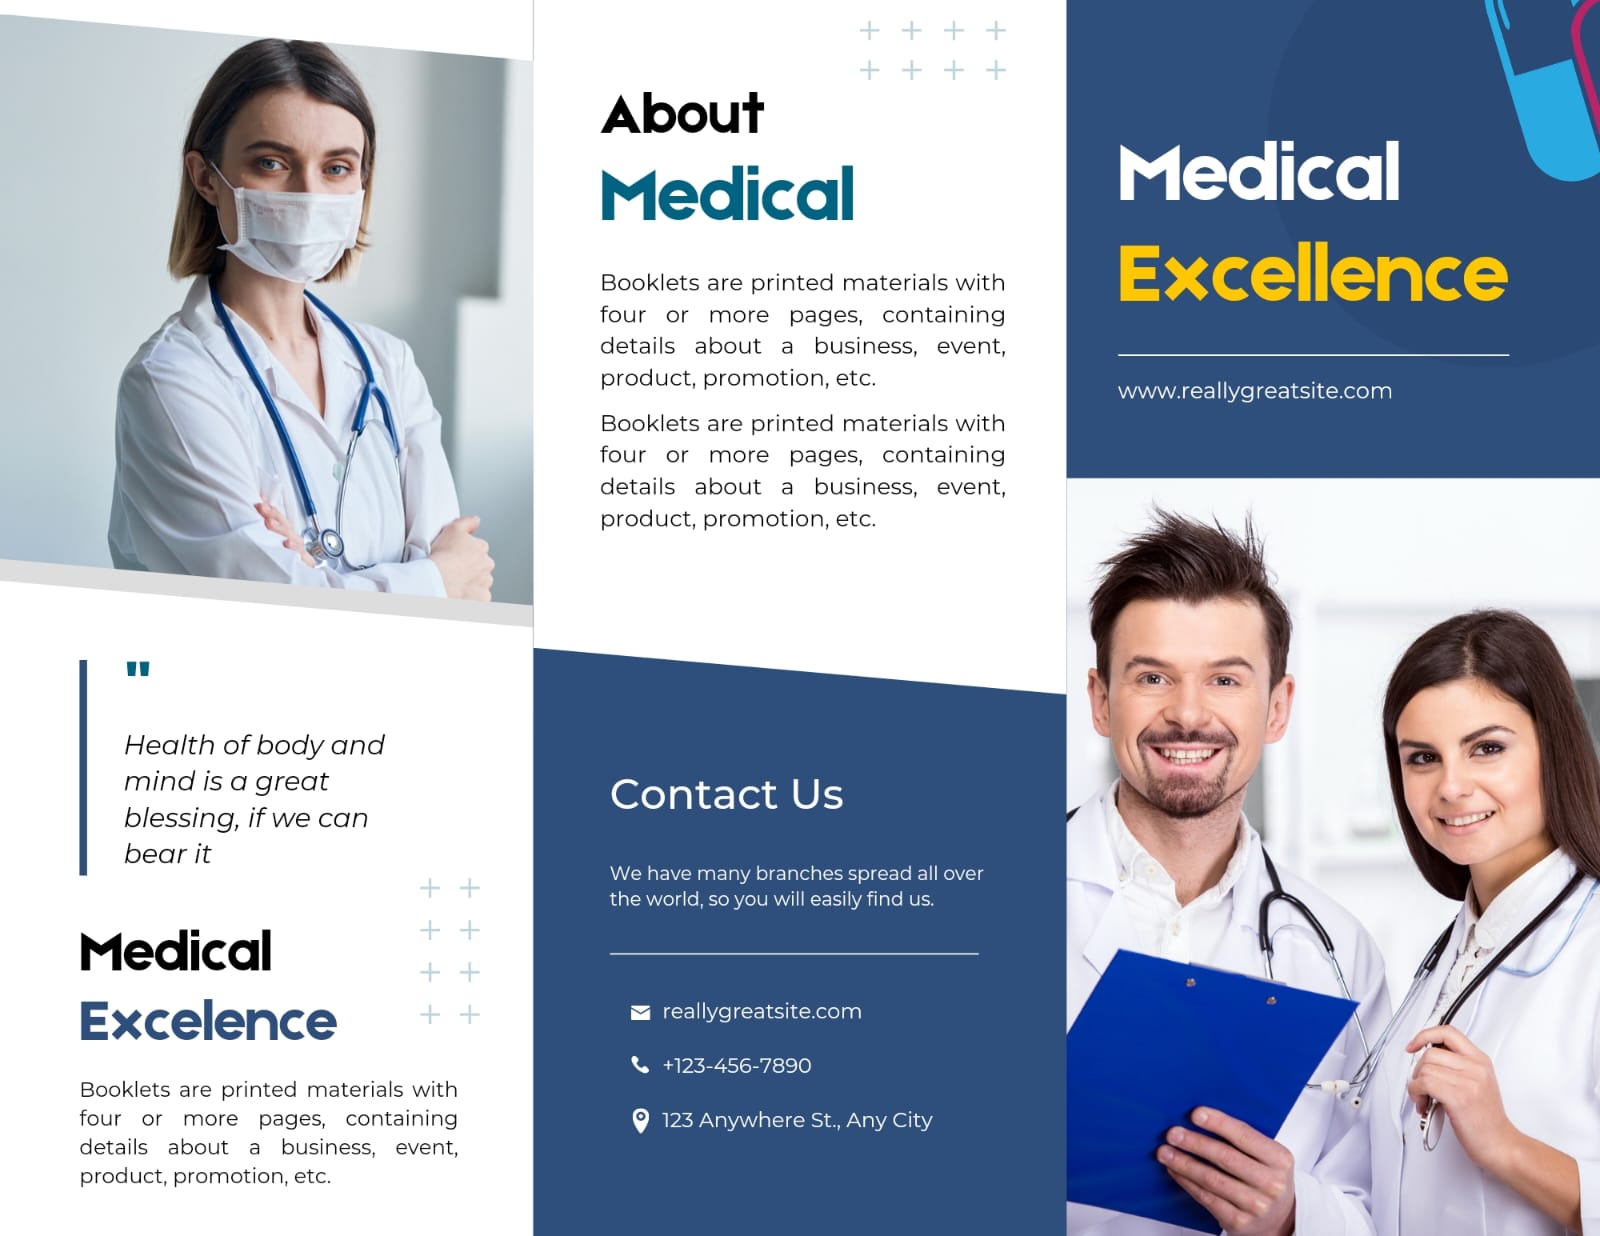 "
Health of body and
mind is a great
blessing, if we can
bear it
Medical
Excelence
Booklets are printed materials with
four or more pages, containing
details about a business, event,
product, promotion, etc.
About
Medical
Booklets are printed materials with
four or more pages, containing
details about a business, event,
product, promotion, etc.
Booklets are printed materials with
four or more pages, containing
details about a business, event,
product, promotion, etc.
Contact Us
We have many branches spread all over
the world, so you will easily find us.
reallygreatsite.com
+123-456-7890
123 Anywhere St., Any City
Medical
Excellence
www.reallygreatsite.com